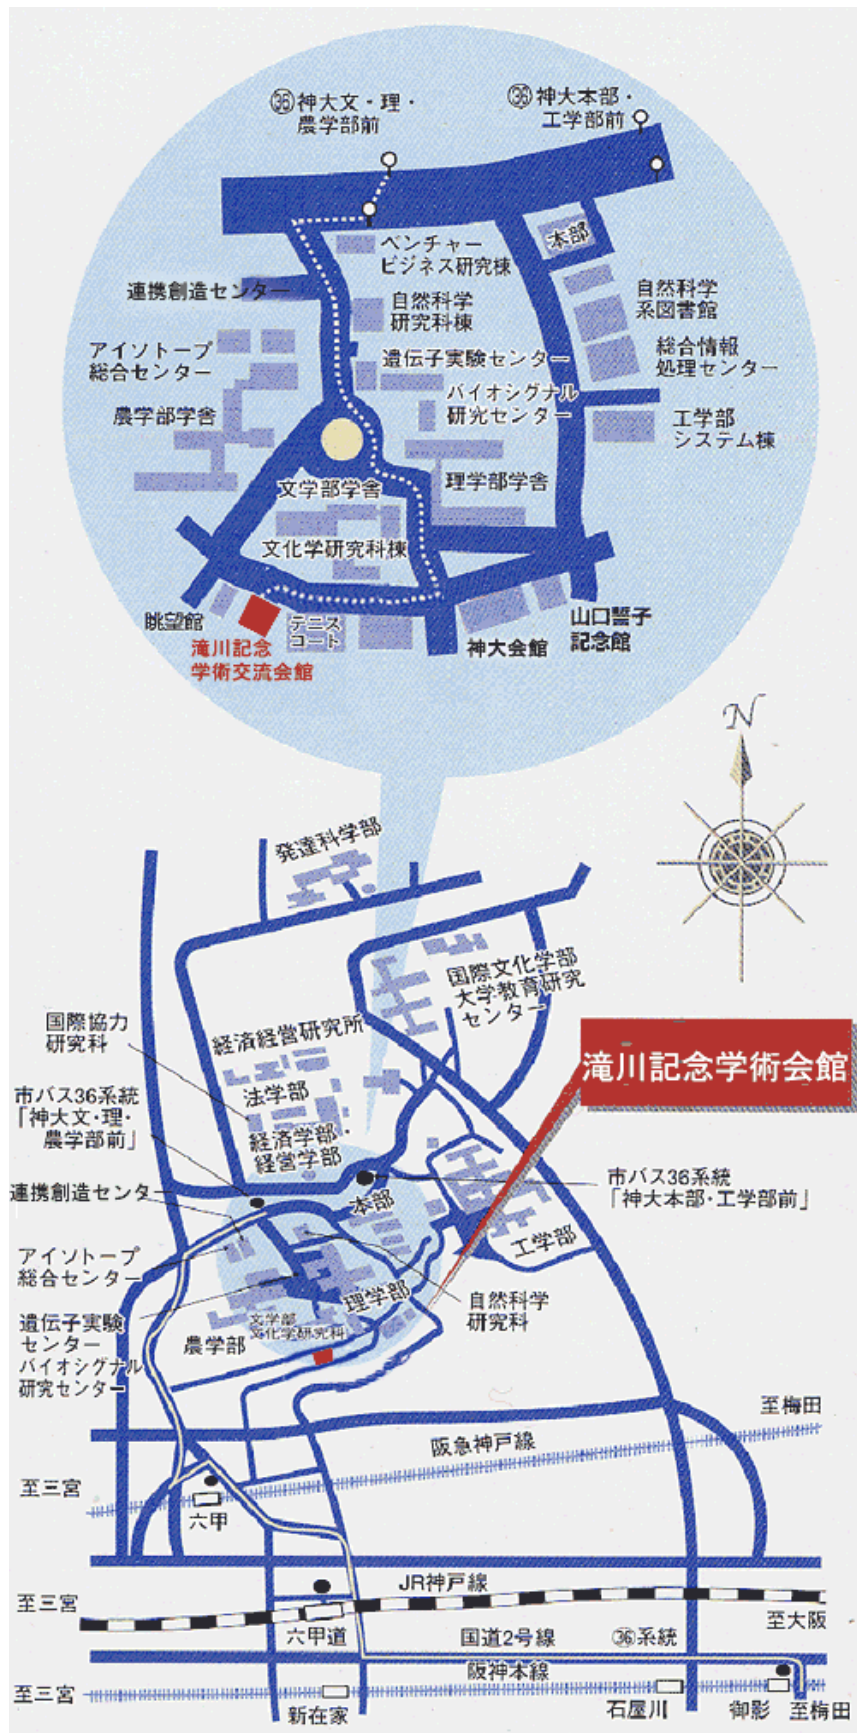 ㊱神大文・理・
農学部前
㊱神大本部・
工学部前
本部
ベンチャー
ビジネス研究棟
連携創造センター
自然科学
研究科棟
自然科学
系図書館
アイソトープ
総合センター
遺伝子実験センター
総合情報
処理センター
バイオシグナル
研究センター
農学部学舎
工学部
システム棟
文学部学舎
理学部学舎
文化学研究科棟
眺望館
テニス
コート
神大会館
山口誓子
記念館
滝川記念
学術交流会館
N
発達科学部
国際文化学部
大学教育研究
センター
国際協力
研究科
経済経営研究所
法学部
経済学部・
経営学部
滝川記念学術会館
市バス36系統
「神大文・理・
農学部前」
連携創造センター
本部
市バス36系統
「神大本部・工学部前」
工学部
アイソトープ
総合センター
理学部
自然科学
研究科
遺伝子実験
センター
バイオシグナル
研究センター
農学部
文学部
文化学研究科
至梅田
阪急神戸線
至三宮
六甲
JR神戸線
至三宮
至大阪
六甲道
国道2号線
㊱系統
阪神本線
至三宮
新在家
石屋川
御影
至梅田